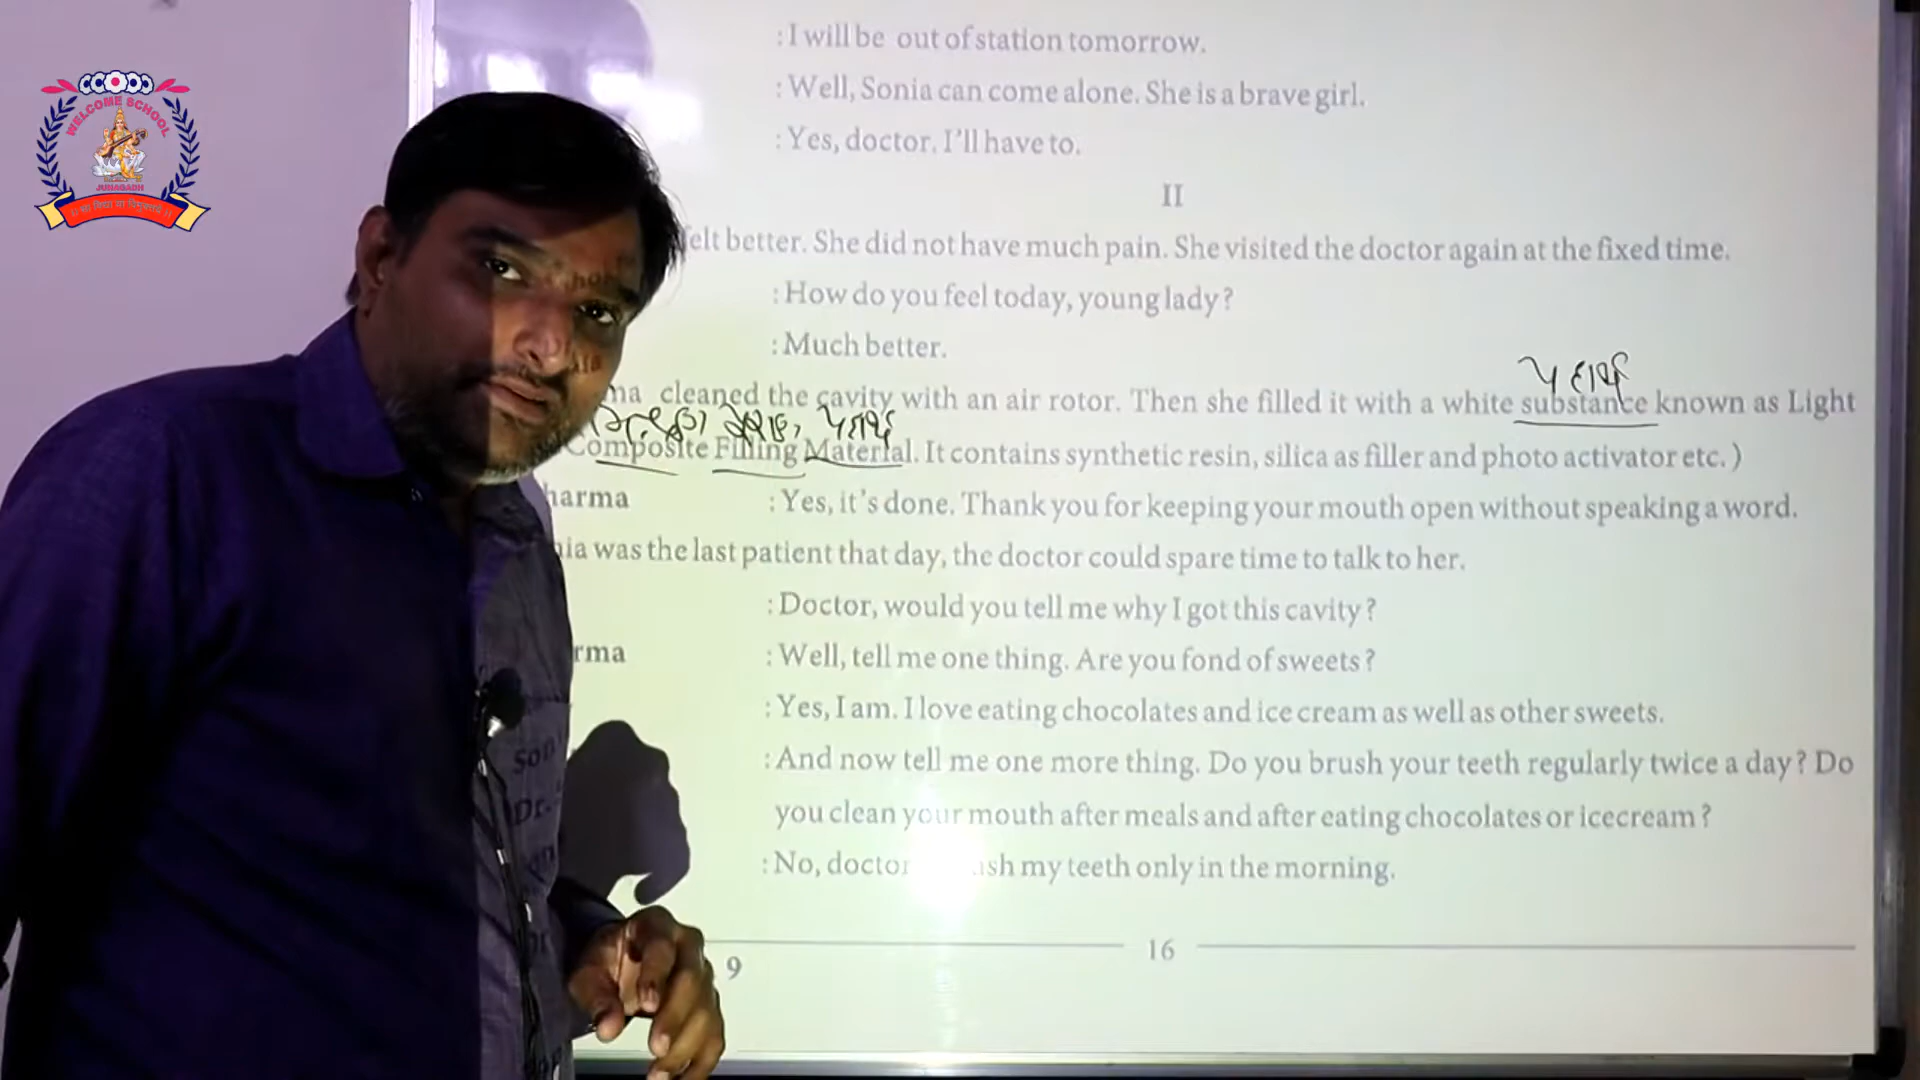 WELCOME SCHOOL
JUNAGADH
: I will be out of station tomorrow.
: Well, Sonia can come alone. She is a brave girl.
: Yes, doctor. I'll have to.
II
felt better. She did not have much pain. She visited the doctor again at the fixed time.
: How do you feel today, young lady?
: Much better.
પદાર્થ
ma cleaned the cavity with an air rotor. Then she filled it with a white substance known as Light
પદાર્થ
Composite Filling Material. It contains synthetic resin, silica as filler and photo activator etc.)
harma : Yes, it's done. Thank you for keeping your mouth open without speaking a word.
nia was the last patient that day, the doctor could spare time to talk to her.
: Doctor, would you tell me why I got this cavity?
rma : Well, tell me one thing. Are you fond of sweets?
: Yes, I am. I love eating chocolates and ice cream as well as other sweets.
: And now tell me one more thing. Do you brush your teeth regularly twice a day? Do
you clean your mouth after meals and after eating chocolates or icecream?
: No, doctor ush my teeth only in the morning.
9 16